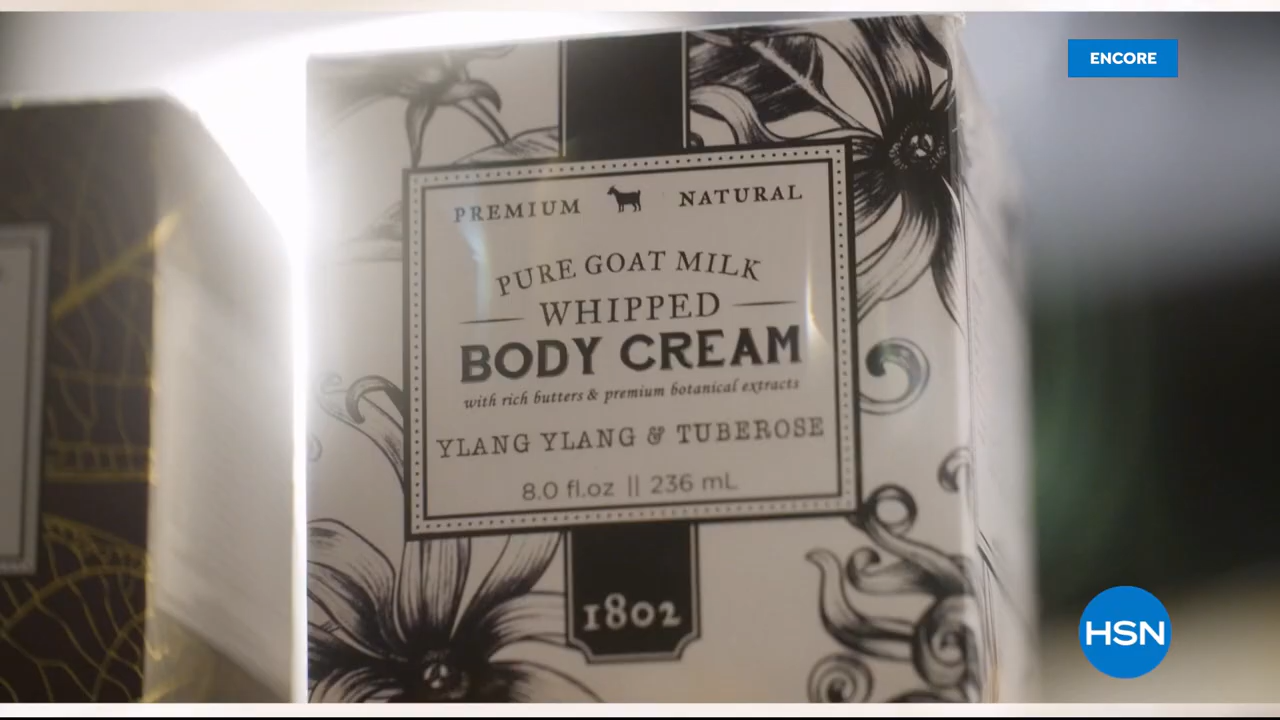 ENCORE
PREMIUM NATURAL
PURE GOAT MILK
WHIPPED
BODY CREAM
with rich butters & premium botanical extracts
YLANG YLANG & TUBEROSE
8.0 fl.oz || 236 mL
1802
HSN